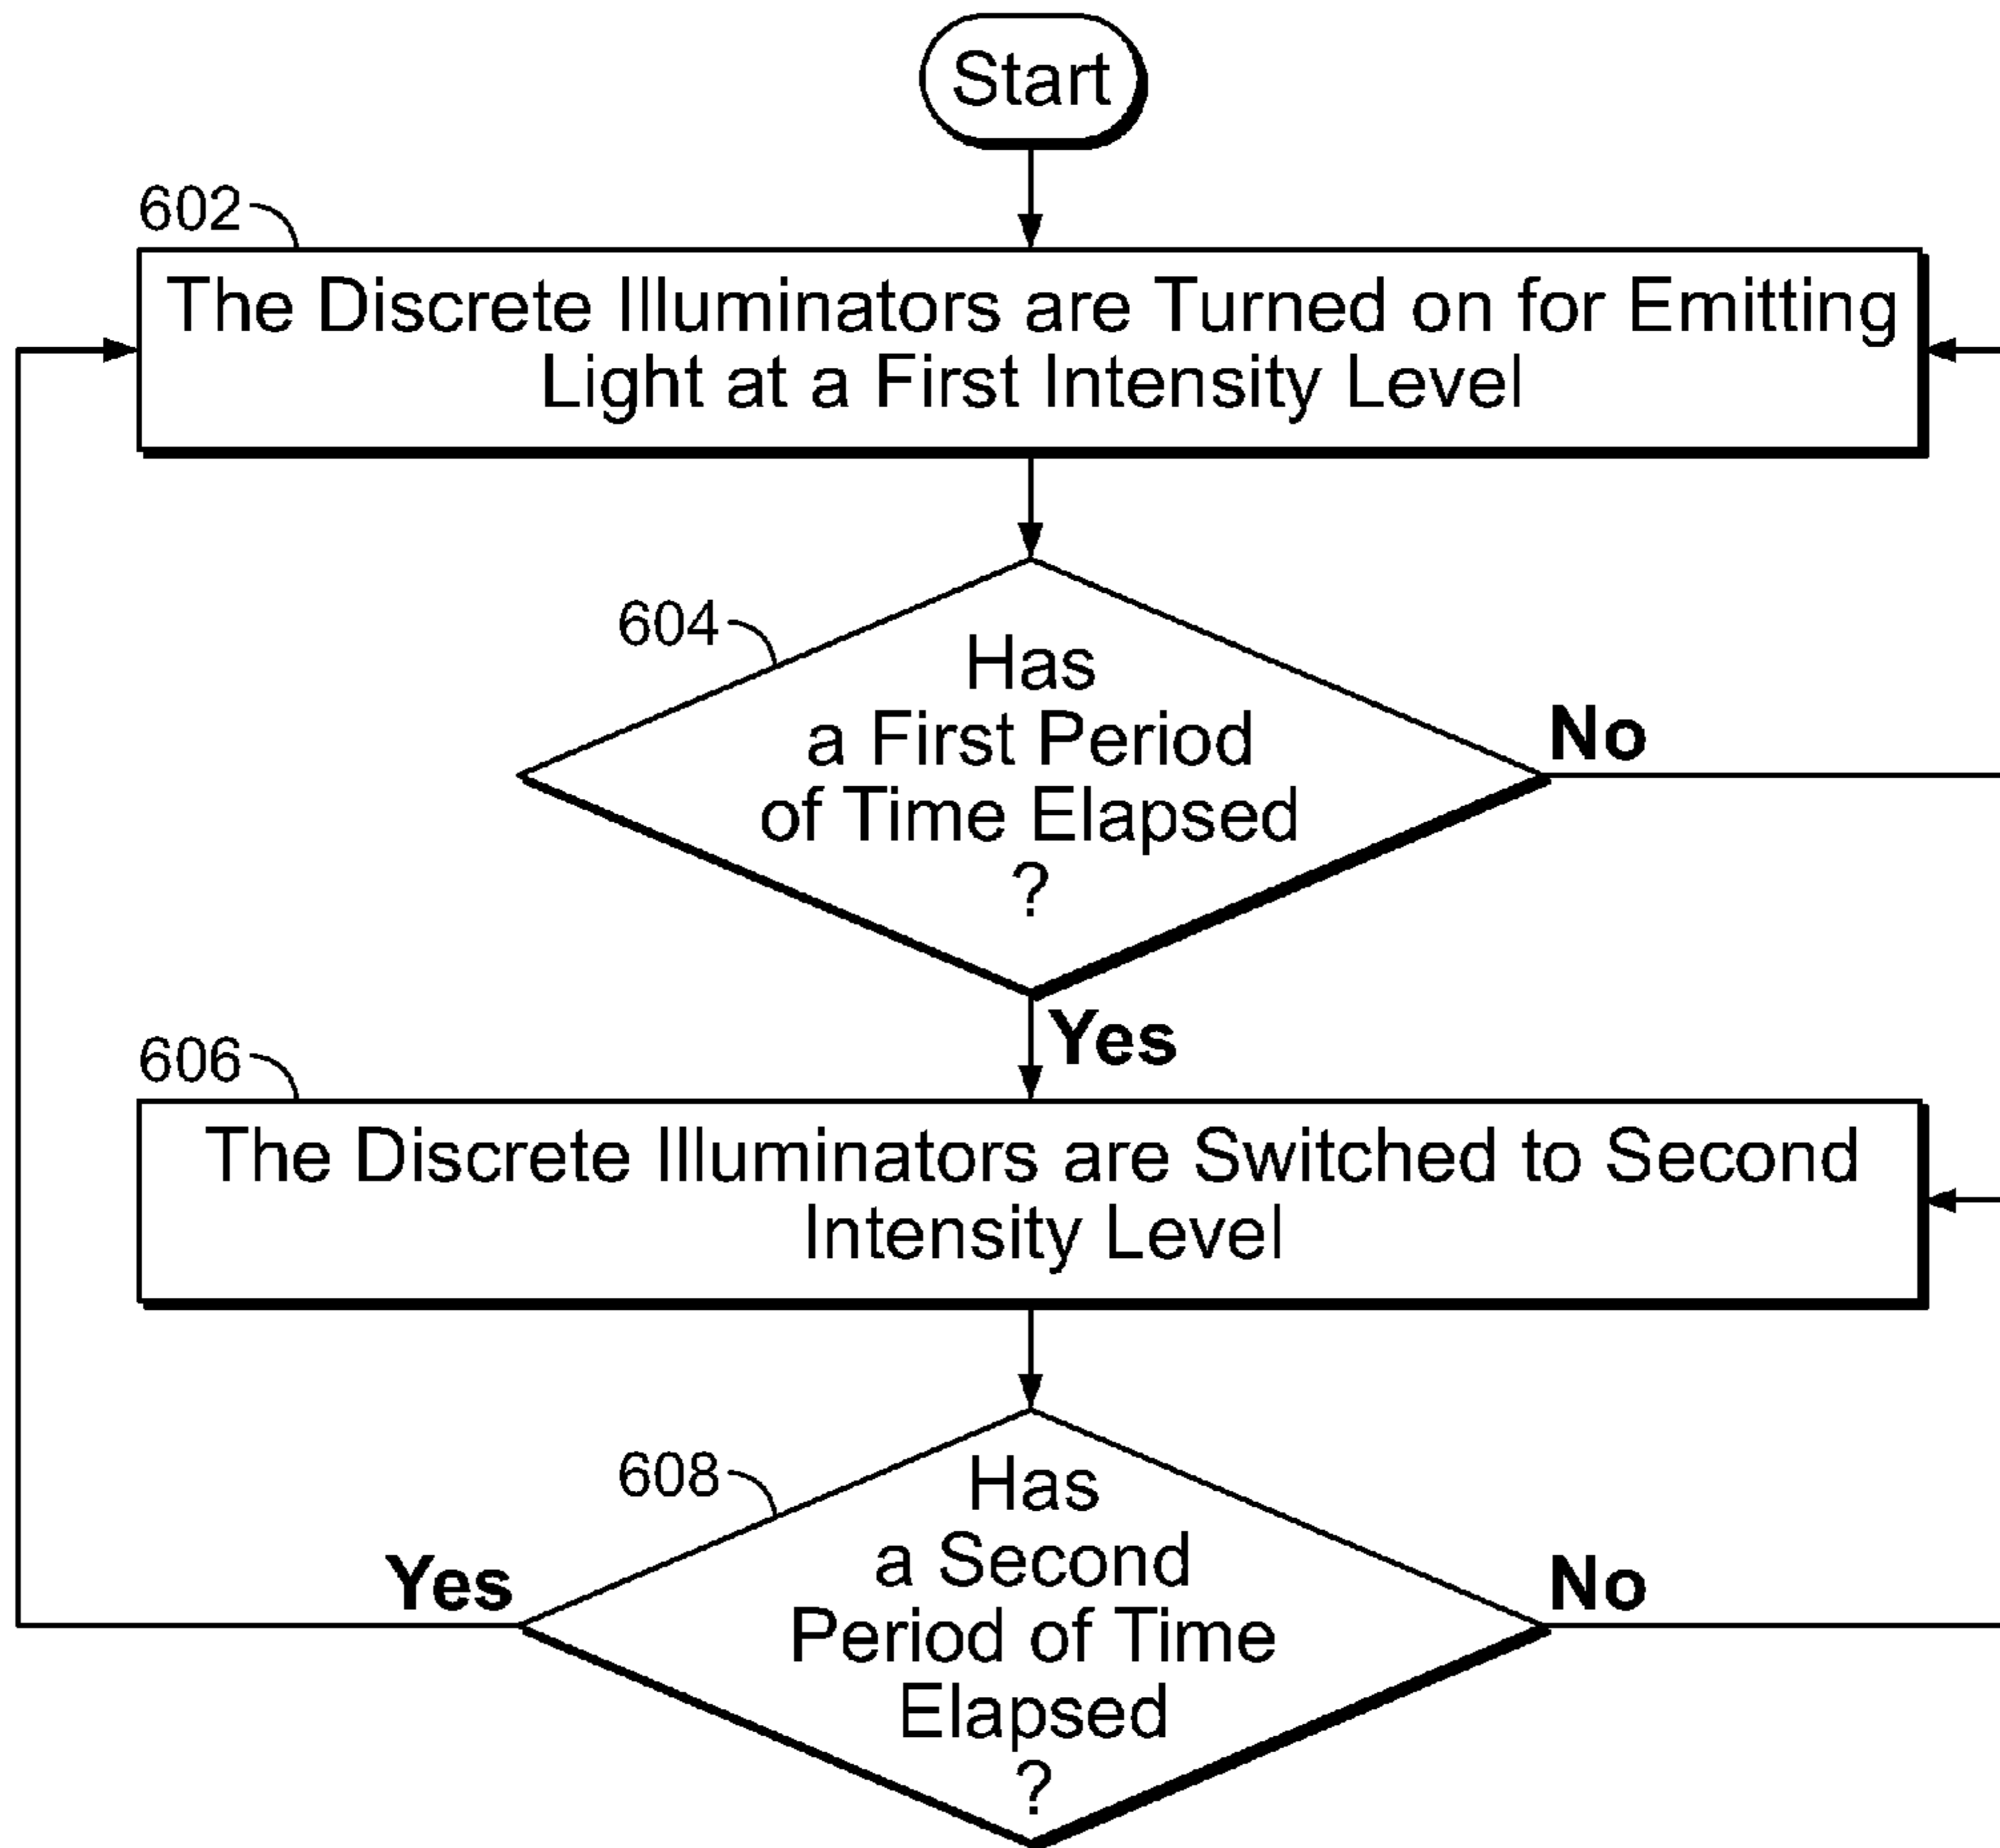 Start
602
The Discrete Illuminators are Turned on for Emitting
Light at a First Intensity Level
604
Has
a First Period
of Time Elapsed
?
No
Yes
606
The Discrete Illuminators are Switched to Second
Intensity Level
608
Has
a Second
Period of Time
Elapsed
?
Yes
No